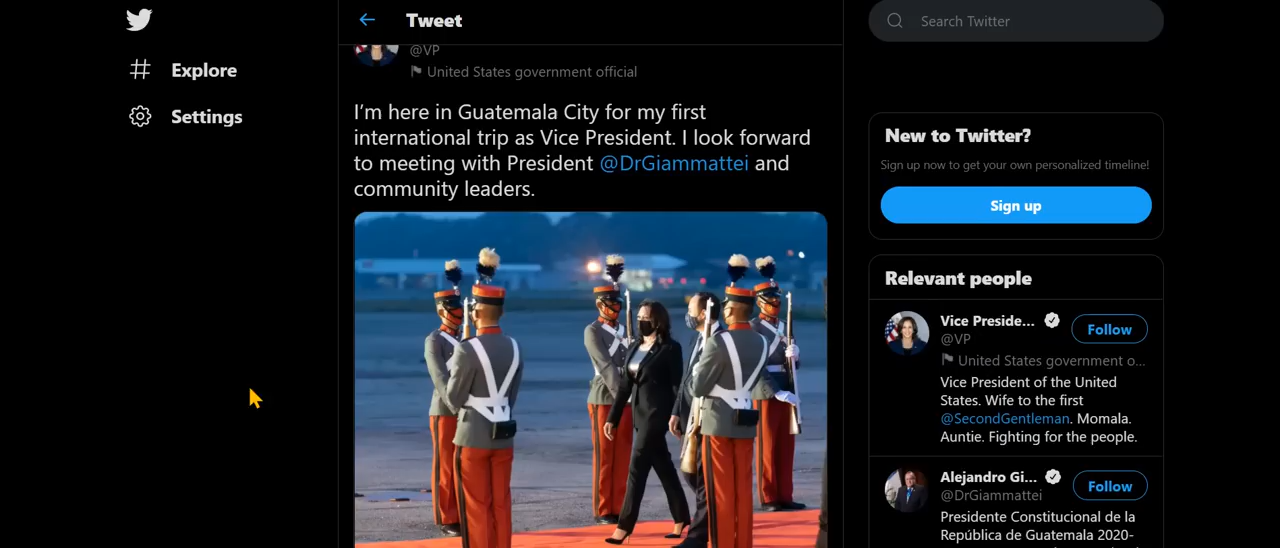 Tweet
Search Twitter
Explore
Settings
@VP
United States government official
I'm here in Guatemala City for my first
international trip as Vice President. I look forward
to meeting with President @DrGiammattei and
community leaders.
New to Twitter?
Sign up now to get your own personalized timeline!
Sign up
Relevant people
Vice Preside...
Follow
@VP
United States government o...
Vice President of the United
States. Wife to the first
@SecondGentleman. Momala.
Auntie. Fighting for the people.
Alejandro Gi...
Follow
@DrGiammattei
Presidente Constitucional de la
República de Guatemala 2020-